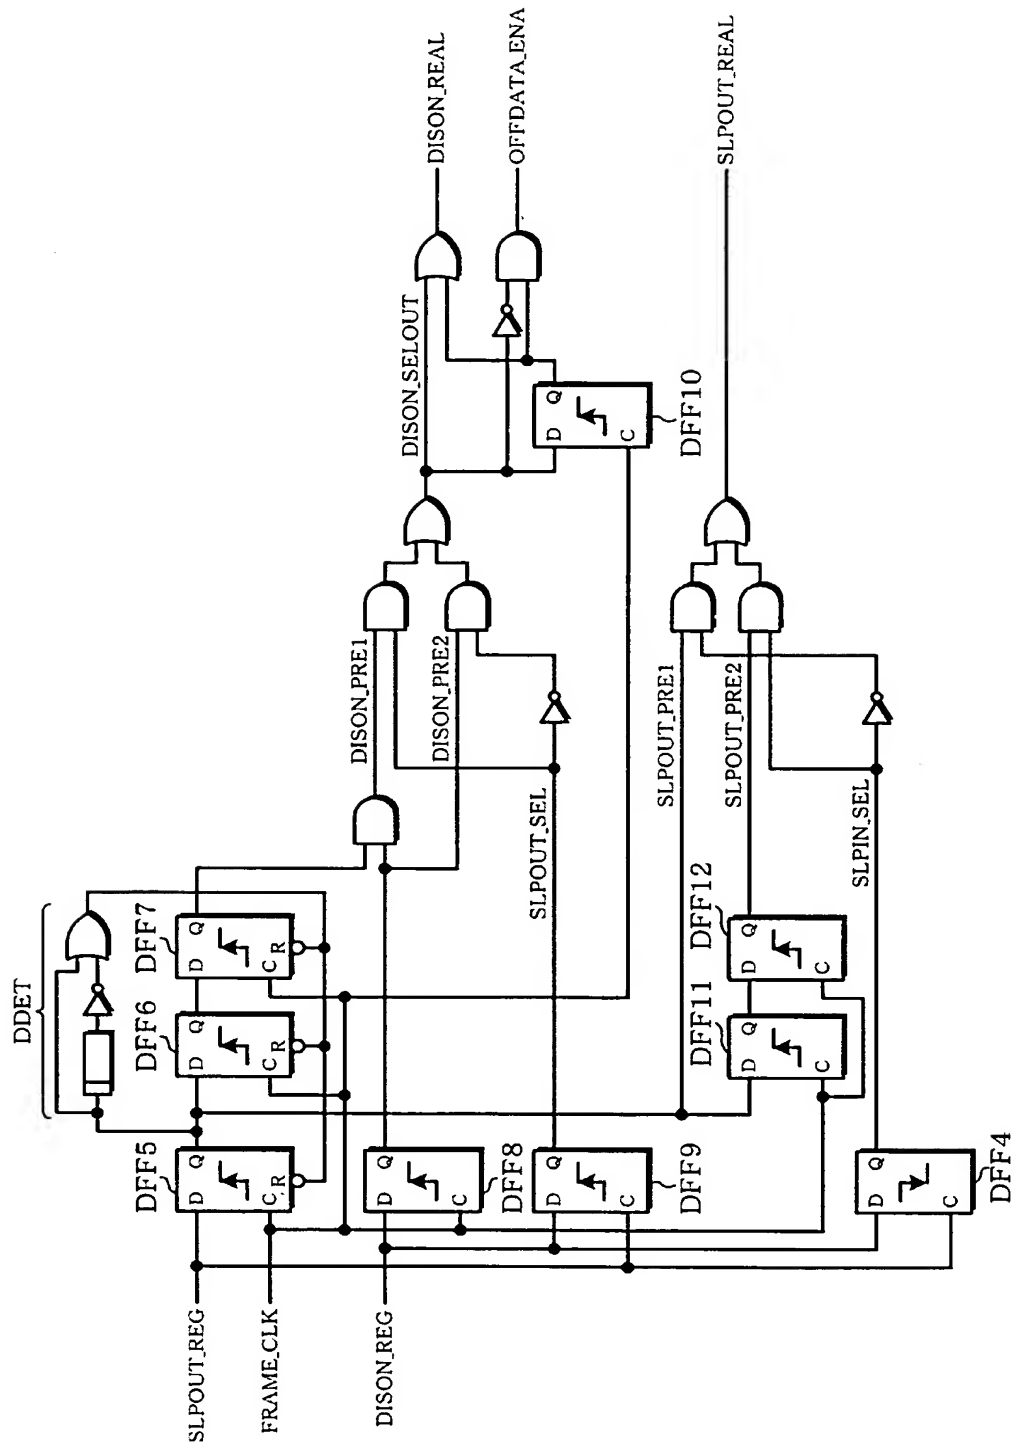 DDET
DFF5
D
Q
C
R
DFF6
D
Q
C
R
DFF7
D
Q
C
R
SLPOUT_REG
FRAME_CLK
DISON_REG
DFF8
D
Q
C
DFF9
D
Q
C
DFF4
D
Q
C
DFF11
D
Q
C
DFF12
D
Q
C
SLPOUT_SEL
SLPIN_SEL
DISON_PRE1
DISON_PRE2
SLPOUT_PRE1
SLPOUT_PRE2
DISON_SELOUT
DFF10
D
Q
C
DISON_REAL
OFFDATA_ENA
SLPOUT_REAL